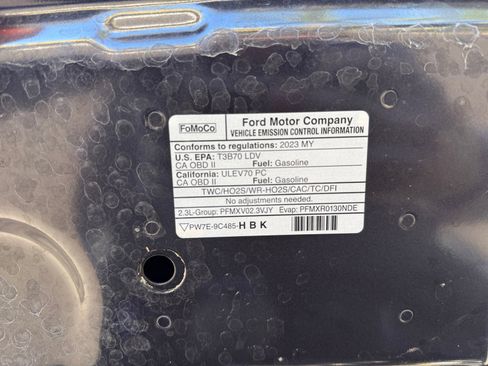 FoMoCo
Ford Motor Company
VEHICLE EMISSION CONTROL INFORMATION
Conforms to regulations: 2023 MY
U.S. EPA: T3B70 LDV
CA OBD II Fuel: Gasoline
California: ULEV70 PC
CA OBD II Fuel: Gasoline
TWC/HO2S/WR-HO2S/CAC/TC/DFI
No adjustments needed.
2.3L-Group: PFMXV02.3VJY Evap: PFMXR0130NDE
PW7E-9C485-HBK